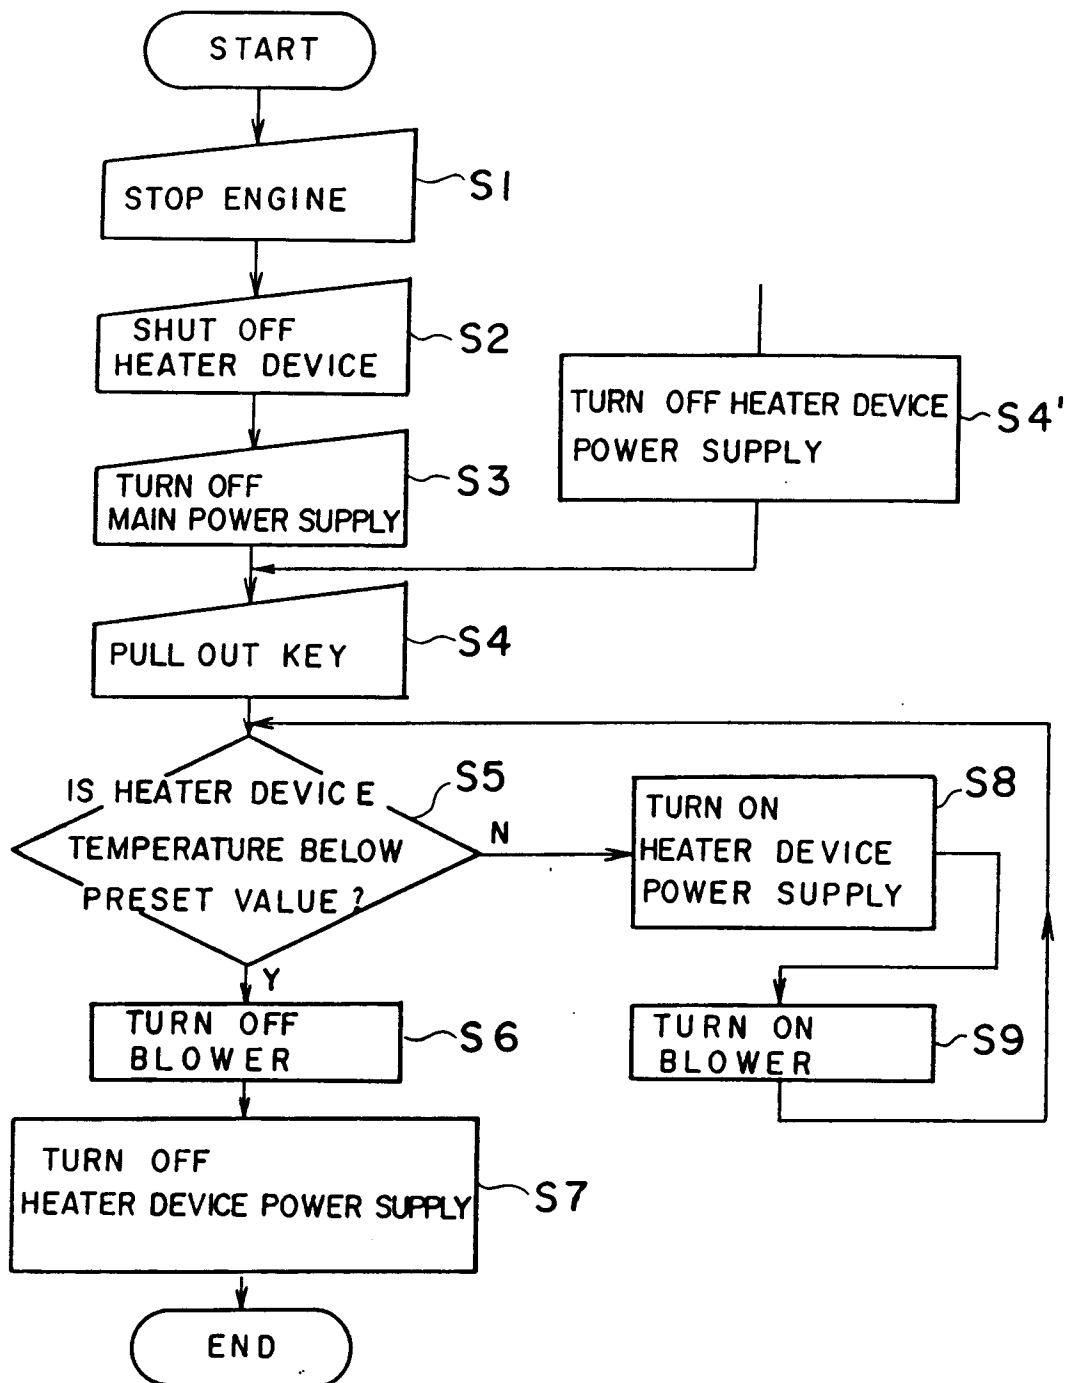 START
STOP ENGINE
S1
SHUT OFF
HEATER DEVICE
S2
TURN OFF
MAIN POWER SUPPLY
S3
TURN OFF HEATER DEVICE
POWER SUPPLY
S4'
PULL OUT KEY
S4
IS HEATER DEVICE
TEMPERATURE BELOW
PRESET VALUE?
S5
N
Y
TURN ON
HEATER DEVICE
POWER SUPPLY
S8
TURN OFF
BLOWER
S6
TURN ON
BLOWER
S9
TURN OFF
HEATER DEVICE POWER SUPPLY
S7
END